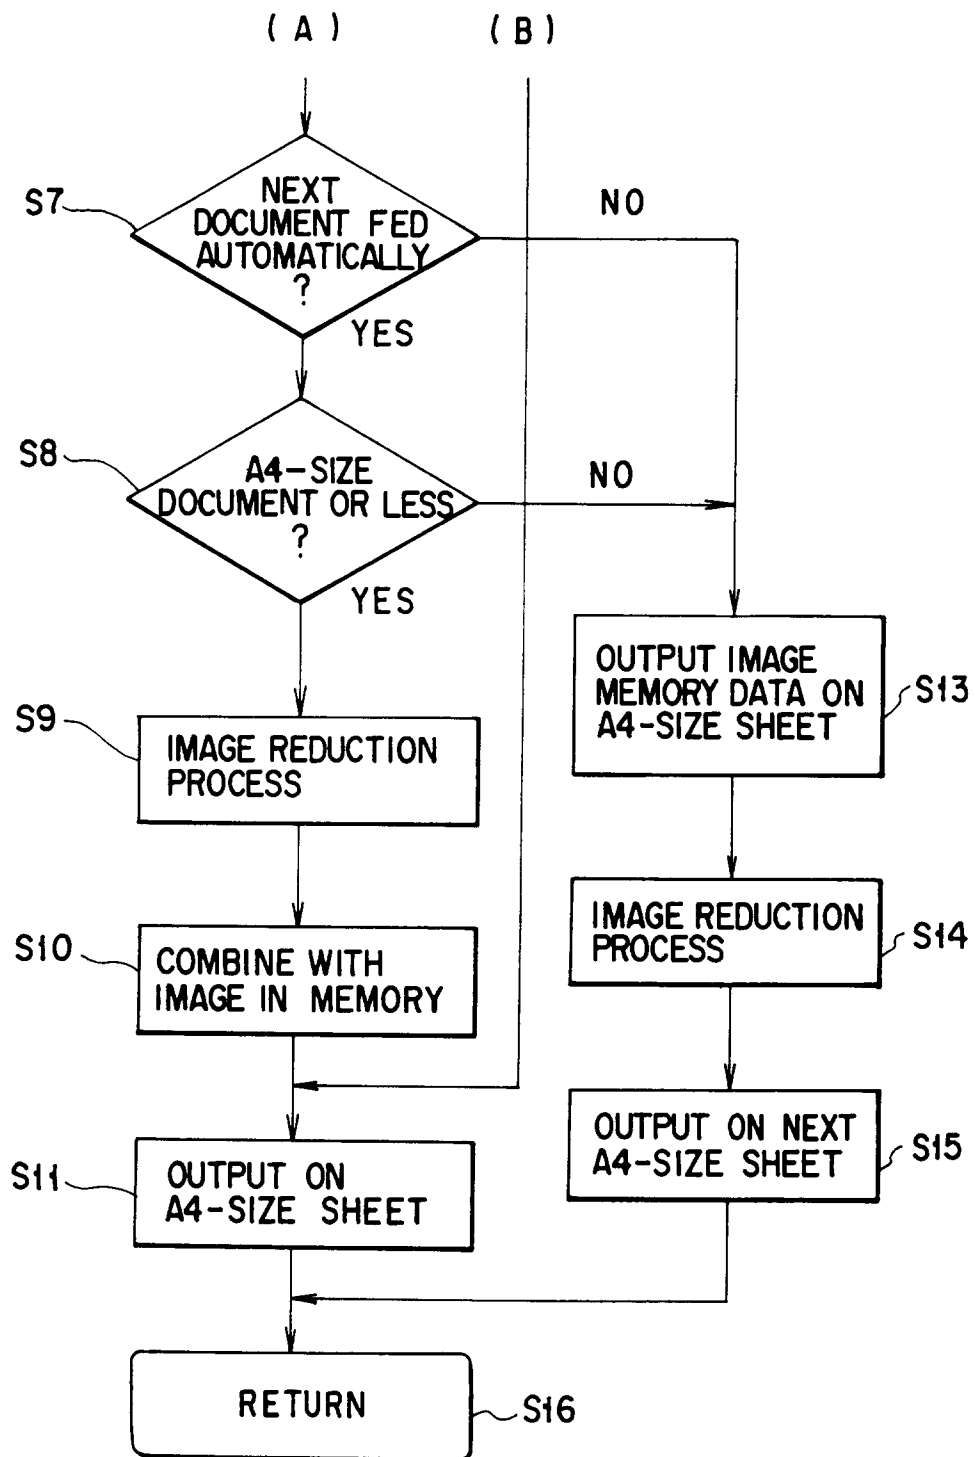 (A) (B)
S7
NEXT
DOCUMENT FED
AUTOMATICALLY
?
NO
YES
S8
A4-SIZE
DOCUMENT OR LESS
?
NO
YES
S9
IMAGE REDUCTION
PROCESS
S10
COMBINE WITH
IMAGE IN MEMORY
S11
OUTPUT ON
A4-SIZE SHEET
OUTPUT IMAGE
MEMORY DATA ON
A4-SIZE SHEET
S13
IMAGE REDUCTION
PROCESS
S14
OUTPUT ON NEXT
A4-SIZE SHEET
S15
RETURN
S16